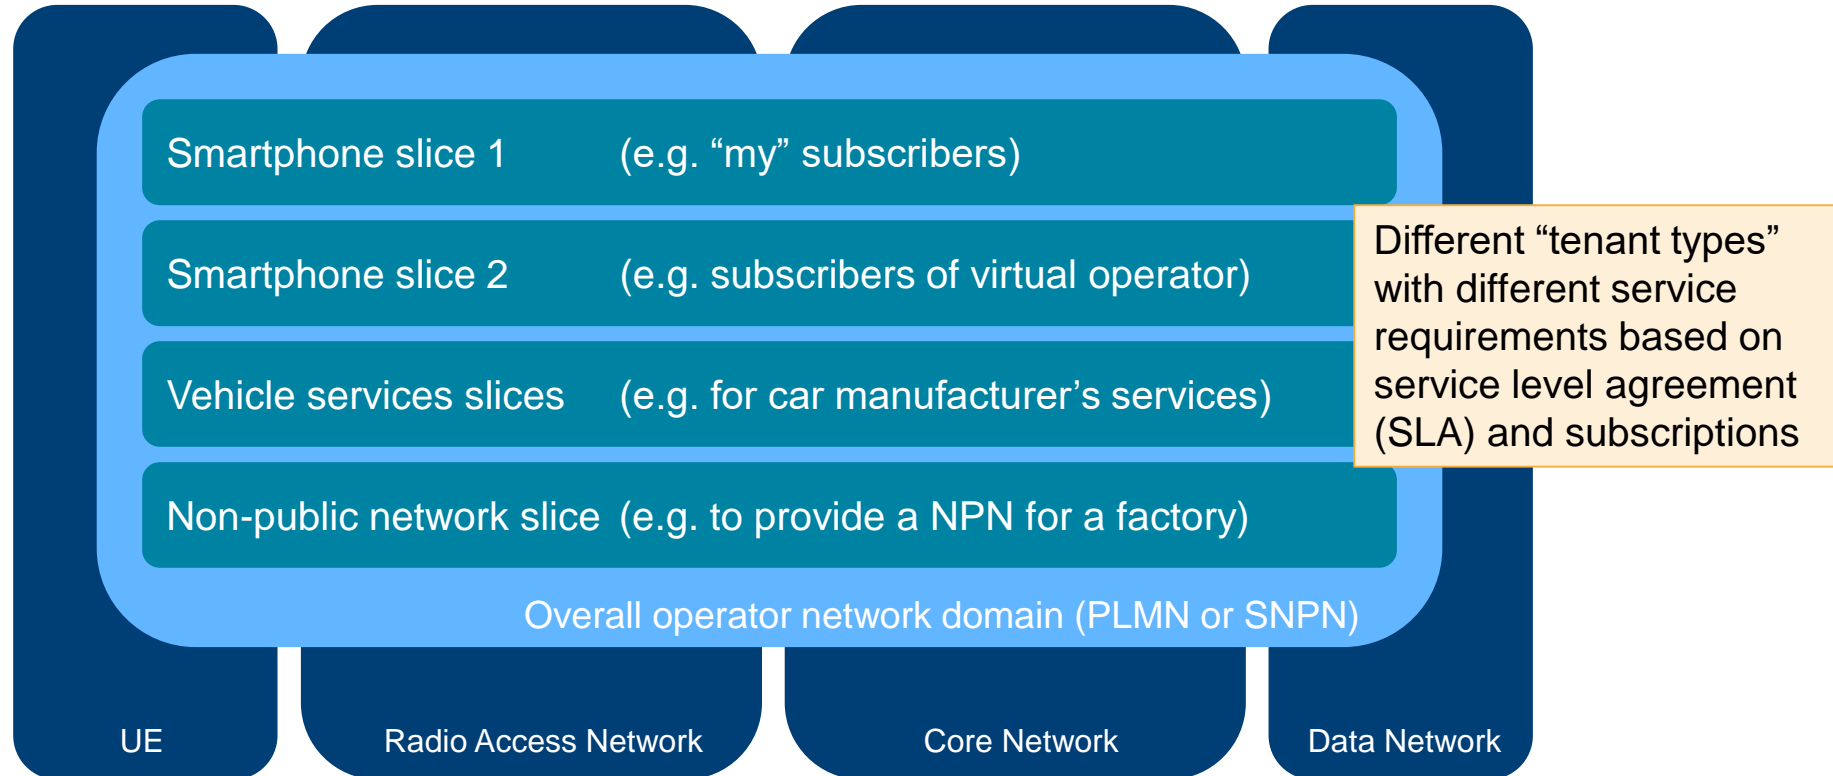 Smartphone slice 1 (e.g. “my” subscribers)
Smartphone slice 2 (e.g. subscribers of virtual operator)
Vehicle services slices (e.g. for car manufacturer’s services)
Non-public network slice (e.g. to provide a NPN for a factory)
Overall operator network domain (PLMN or SNPN)
Different “tenant types”
with different service
requirements based on
service level agreement
(SLA) and subscriptions
UE
Radio Access Network
Core Network
Data Network